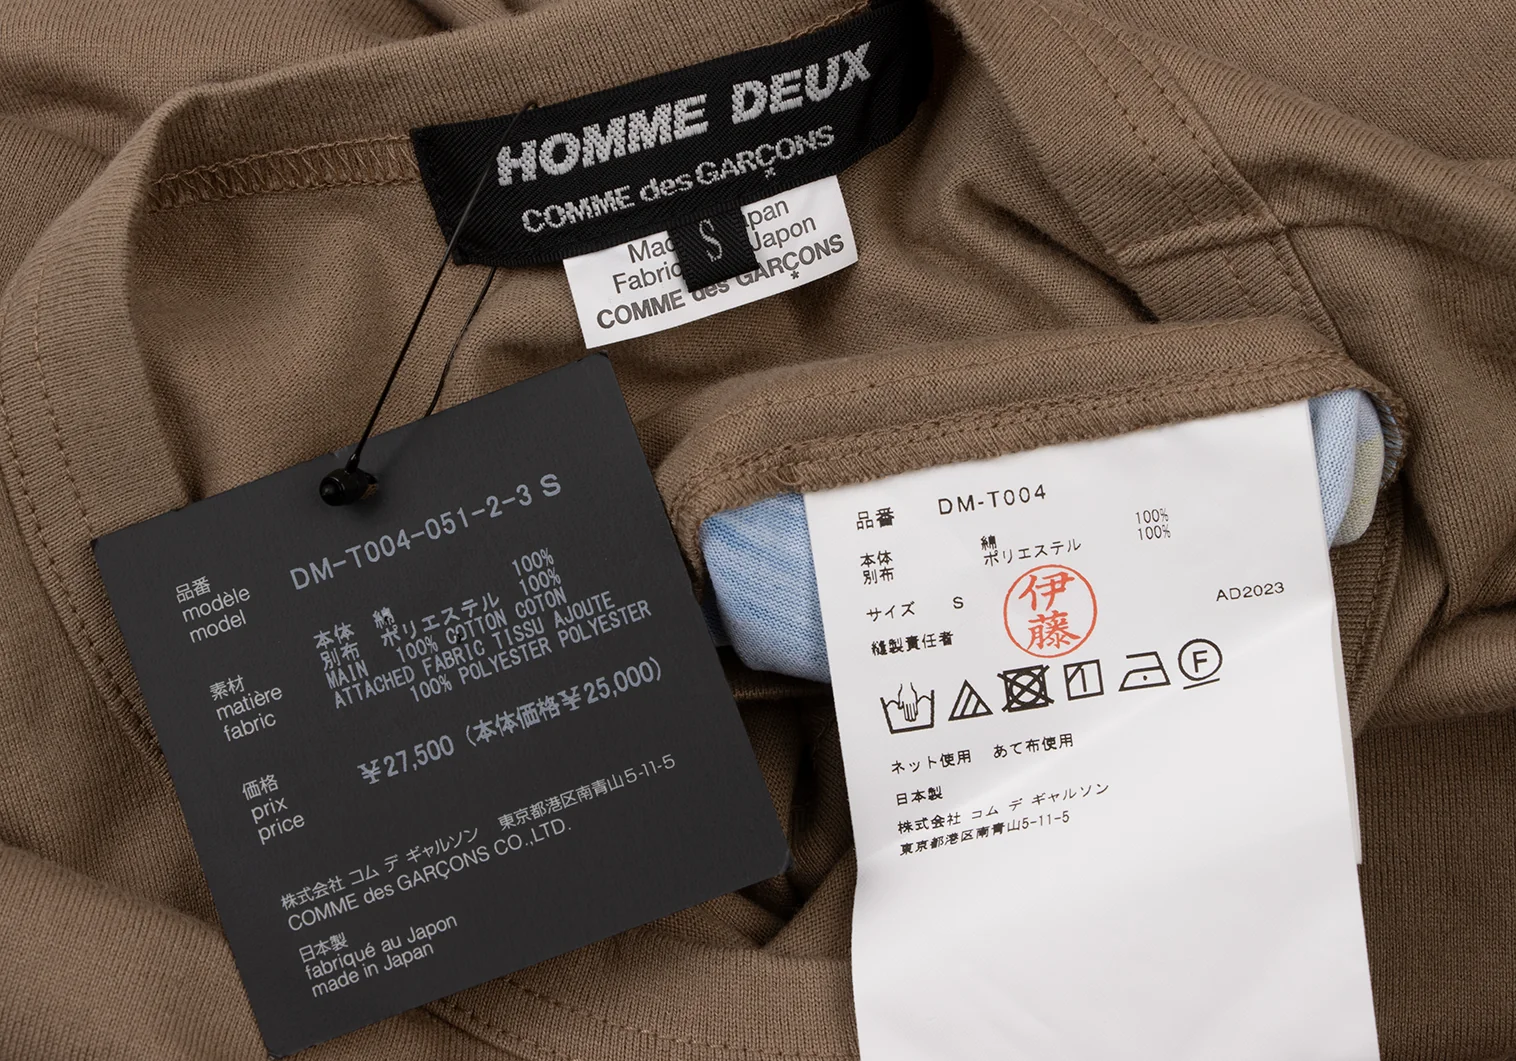 HOMME DEUX
COMME des GARÇONS
S
Mac apan
Fabric Japon
COMME des GARÇONS
*
品番 DM-T004-051-2-3 S
modèle
model
素材 本体 綿 100%
matière 別布 ポリエステル 100%
fabric MAIN 100% COTTON COTON
ATTACHED FABRIC TISSU AJOUTE
100% POLYESTER POLYESTER
価格 ¥27,500 (本体価格¥25,000)
prix
price
株式会社 コム デ ギャルソン 東京都港区南青山5-11-5
COMME des GARÇONS CO.,LTD.
日本製
fabriqué au Japon
made in Japan
品番 DM-T004
本体 綿 100%
別布 ポリエステル 100%
サイズ S AD2023
縫製責任者 伊藤
F
ネット使用 あて布使用
日本製
株式会社 コム デ ギャルソン
東京都港区南青山5-11-5